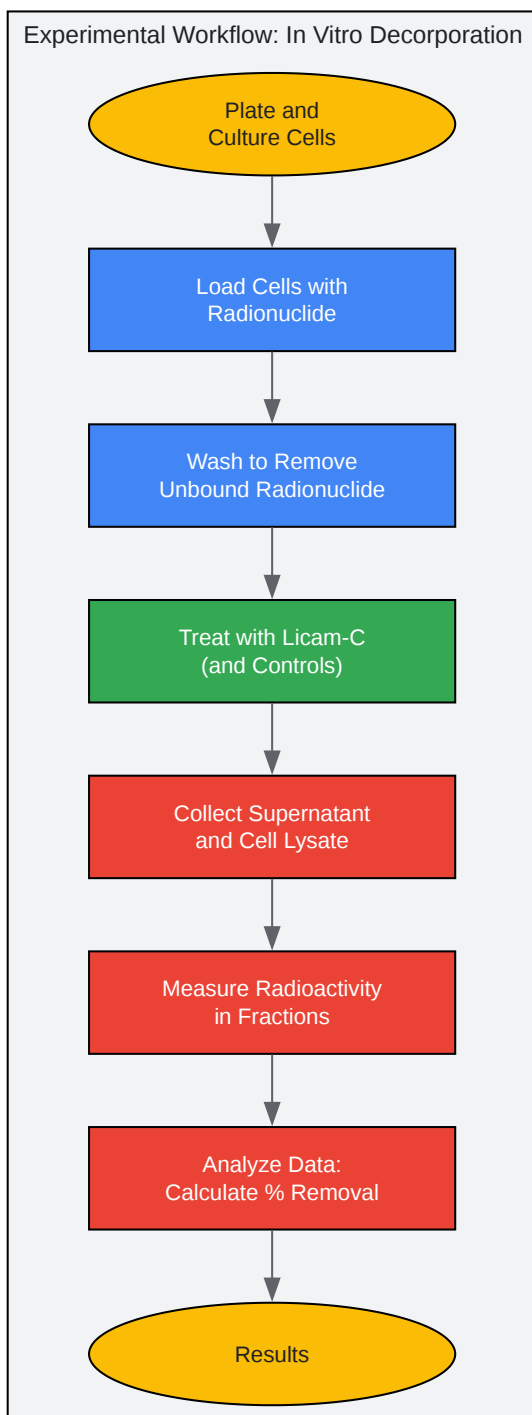 Experimental Workflow: In Vitro Decorporation
Plate and
Culture Cells
Load Cells with
Radionuclide
Wash to Remove
Unbound Radionuclide
Treat with Licam-C
(and Controls)
Collect Supernatant
and Cell Lysate
Measure Radioactivity
in Fractions
Analyze Data:
Calculate % Removal
Results